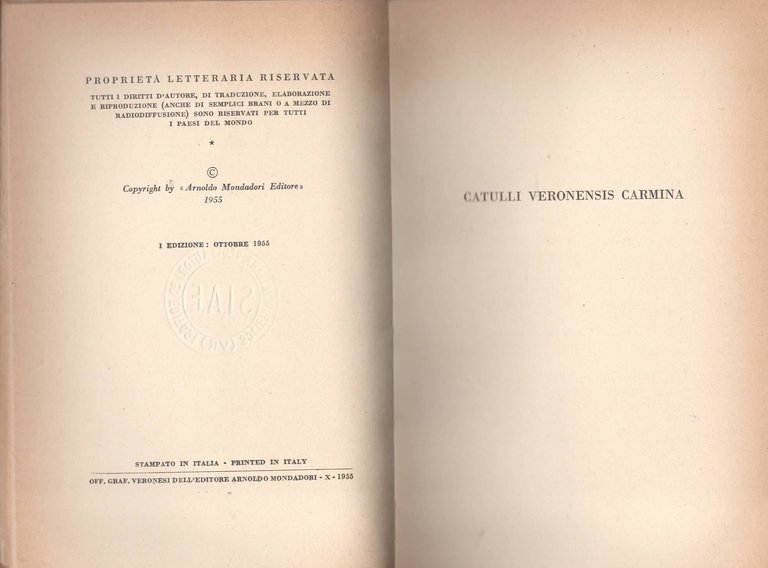 PROPRIETÀ LETTERARIA RISERVATA
TUTTI I DIRITTI D'AUTORE, DI TRADUZIONE, ELABORAZIONE
E RIPRODUZIONE (ANCHE DI SEMPLICI BRANI O A MEZZO DI
RADIODIFFUSIONE) SONO RISERVATI PER TUTTI
I PAESI DEL MONDO
*
©
Copyright by «Arnoldo Mondadori Editore»
1955
I EDIZIONE: OTTOBRE 1955
STAMPATO IN ITALIA - PRINTED IN ITALY
OFF. GRAF. VERONESI DELL'EDITORE ARNOLDO MONDADORI - X - 1955
CATULLI VERONENSIS CARMINA